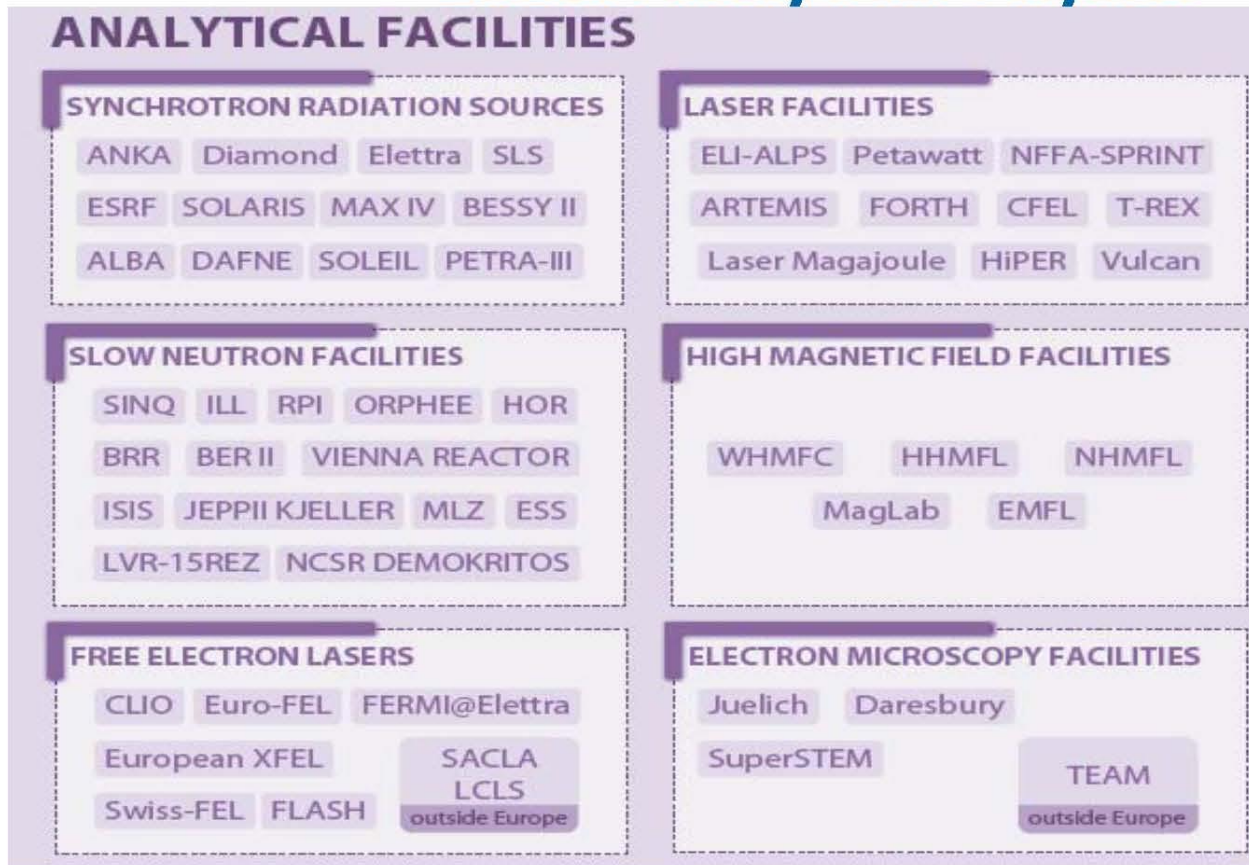 ANALYTICAL FACILITIES
SYNCHROTRON RADIATION SOURCES
ANKA Diamond Elettra SLS
ESRF SOLARIS MAX IV BESSY II
ALBA DAFNE SOLEIL PETRA-III
LASER FACILITIES
ELI-ALPS Petawatt NFFA-SPRINT
ARTEMIS FORTH CFEL T-REX
Laser Magajoule HiPER Vulcan
SLOW NEUTRON FACILITIES
SINQ ILL RPI ORPHEE HOR
BRR BER II VIENNA REACTOR
ISIS JEPPII KJELLER MLZ ESS
LVR-15REZ NCSR DEMOKRITOS
HIGH MAGNETIC FIELD FACILITIES
WHMFC HHMFL NHMFL
MagLab EMFL
FREE ELECTRON LASERS
CLIO Euro-FEL FERMI@Elettra
European XFEL
Swiss-FEL FLASH
SACLA
LCLS
outside Europe
ELECTRON MICROSCOPY FACILITIES
Juelich Daresbury
SuperSTEM
TEAM
outside Europe